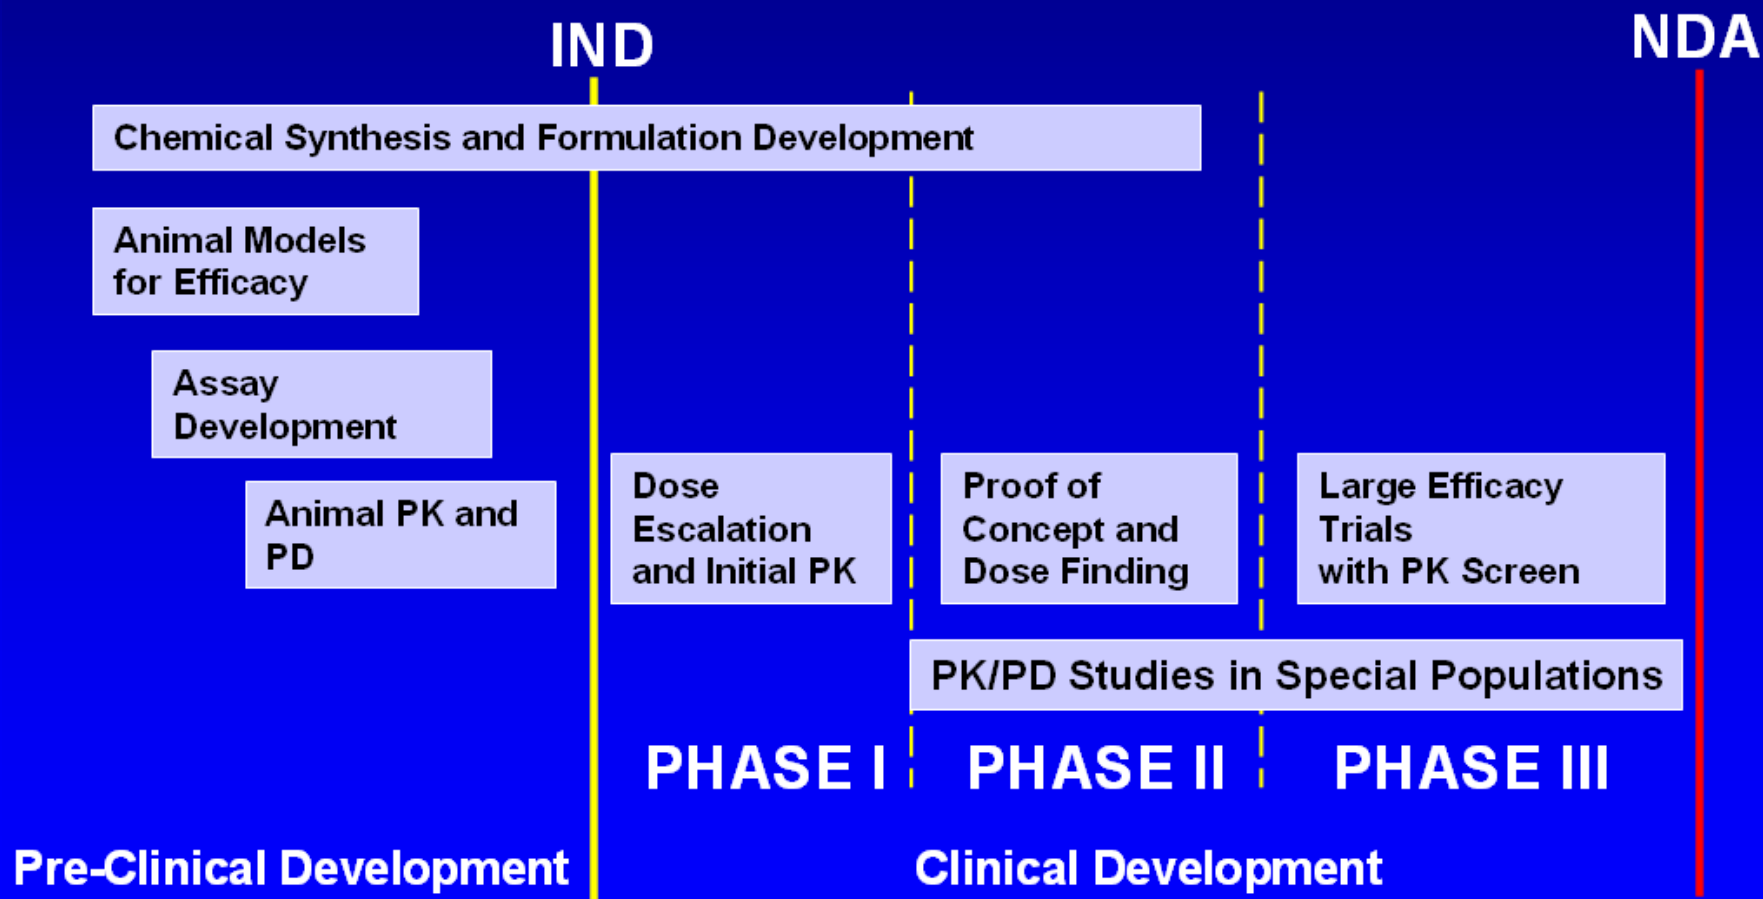 IND
NDA
Chemical Synthesis and Formulation Development
Animal Models
for Efficacy
Assay
Development
Animal PK and
PD
Dose
Escalation
and Initial PK
Proof of
Concept and
Dose Finding
Large Efficacy
Trials
with PK Screen
PK/PD Studies in Special Populations
PHASE I
PHASE II
PHASE III
Pre-Clinical Development
Clinical Development